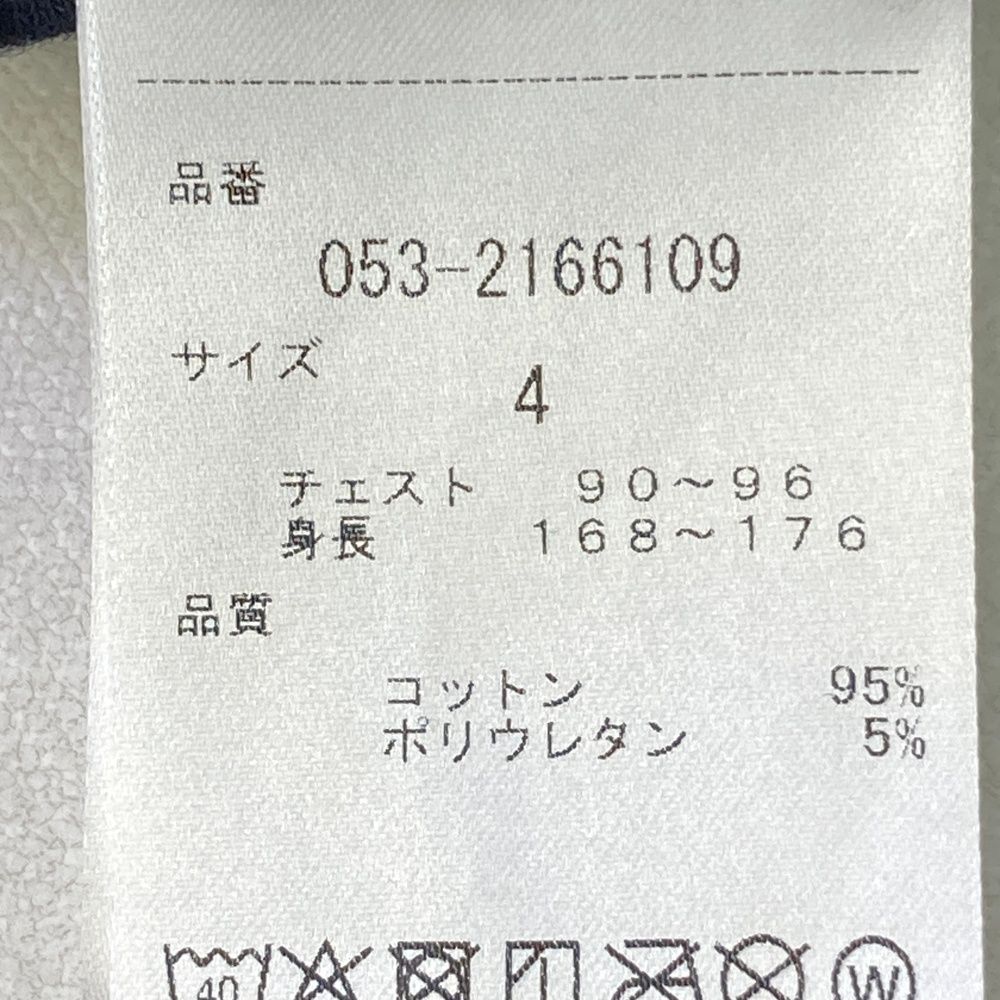 品番
053-2166109
サイズ
4
チェスト 90～96
身長 168～176
品質
コットン 95%
ポリウレタン 5%
40 W